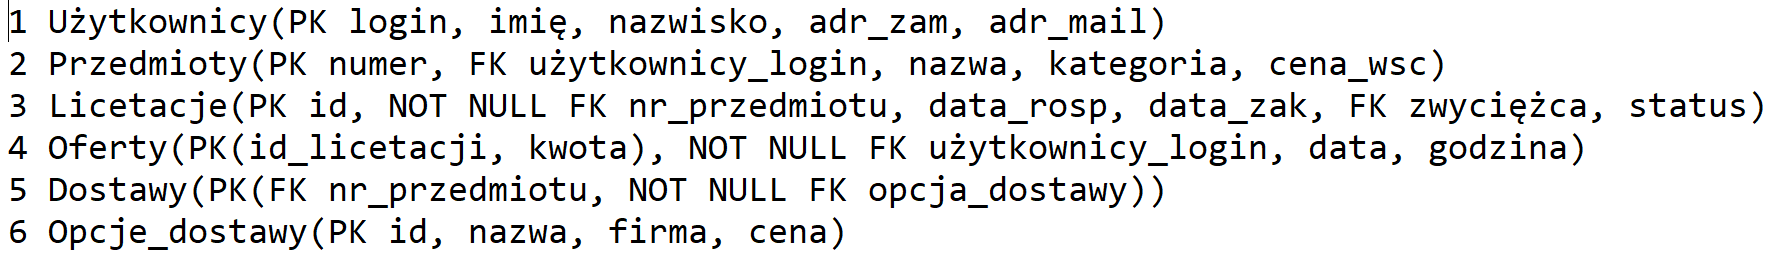 1 Użytkownicy(PK login, imię, nazwisko, adr_zam, adr_mail)
2 Przedmioty(PK numer, FK użytkownicy_login, nazwa, kategoria, cena_wsc)
3 Licetacje(PK id, NOT NULL FK nr_przedmiotu, data_rosp, data_zak, FK zwyciężca, status)
4 Oferty(PK(id_licetacji, kwota), NOT NULL FK użytkownicy_login, data, godzina)
5 Dostawy(PK(FK nr_przedmiotu, NOT NULL FK opcja_dostawy))
6 Opcje_dostawy(PK id, nazwa, firma, cena)